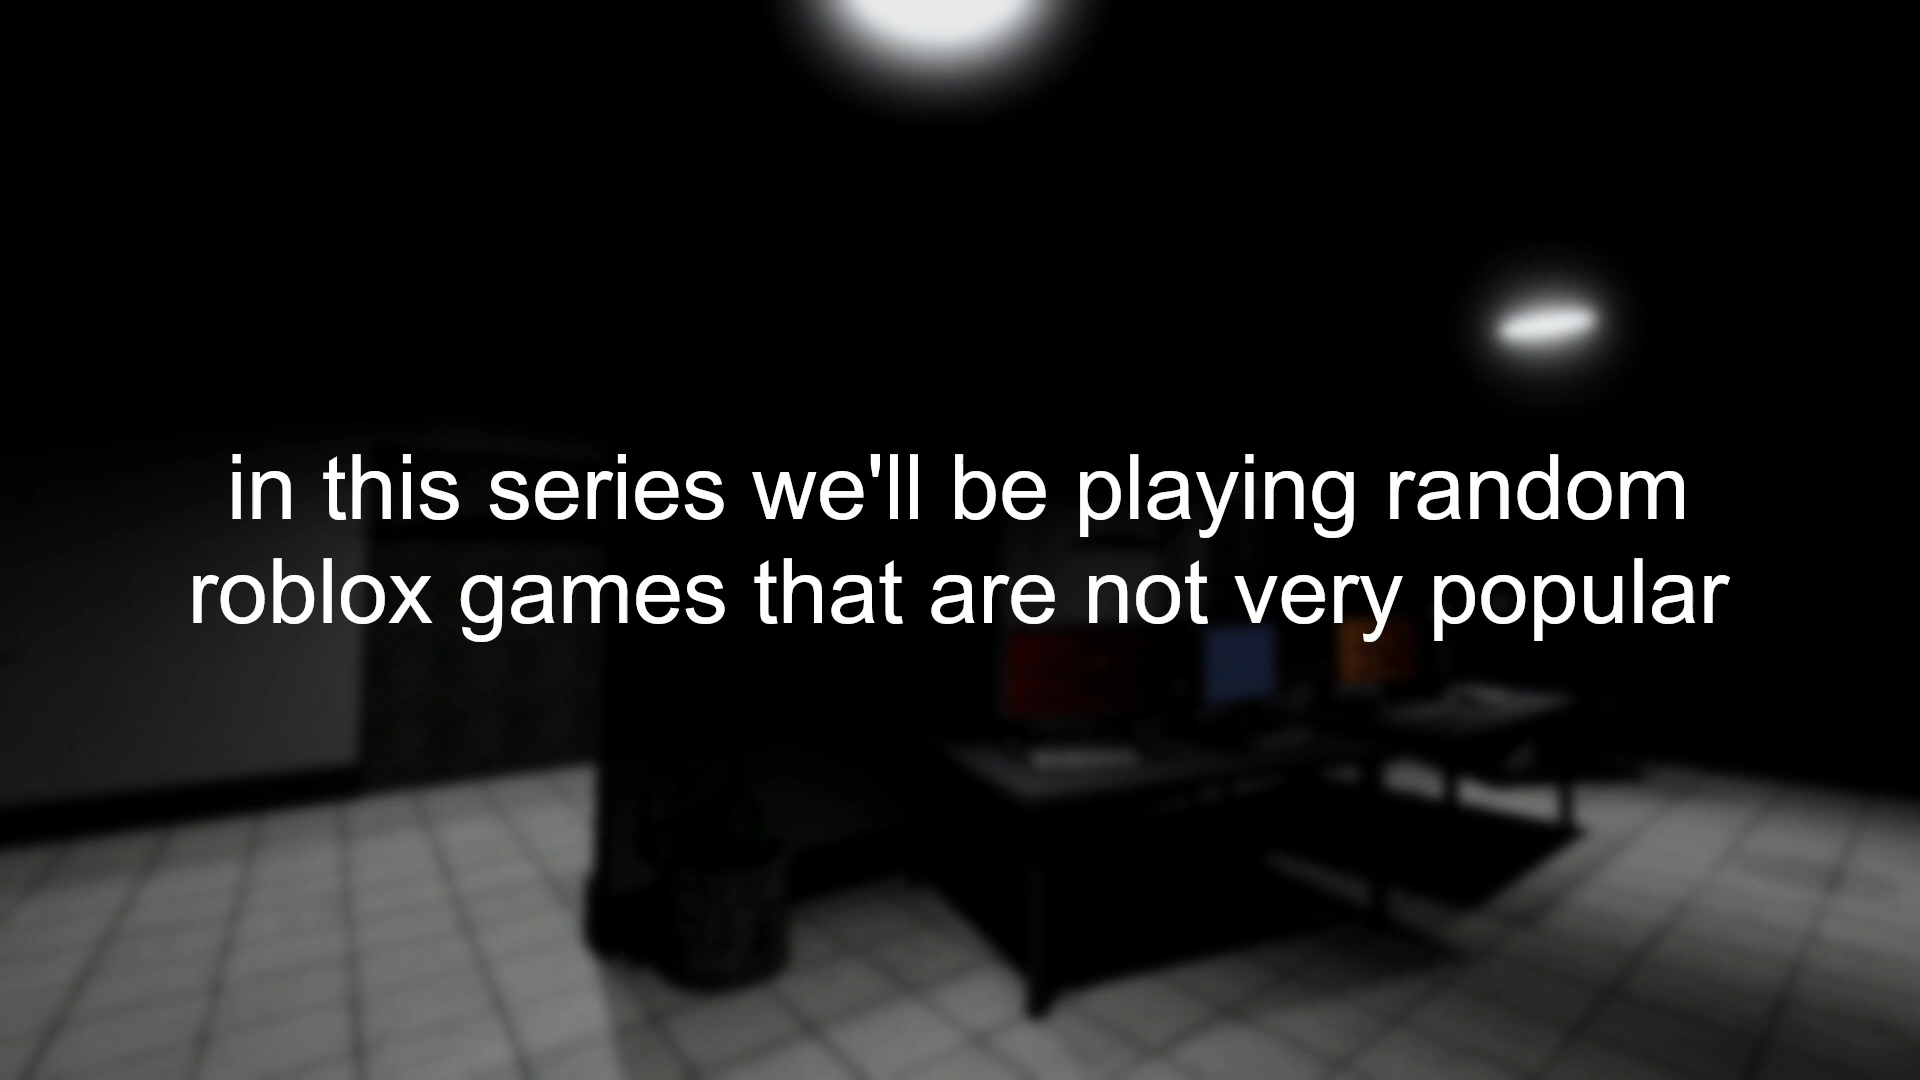 in this series we'll be playing random
roblox games that are not very popular